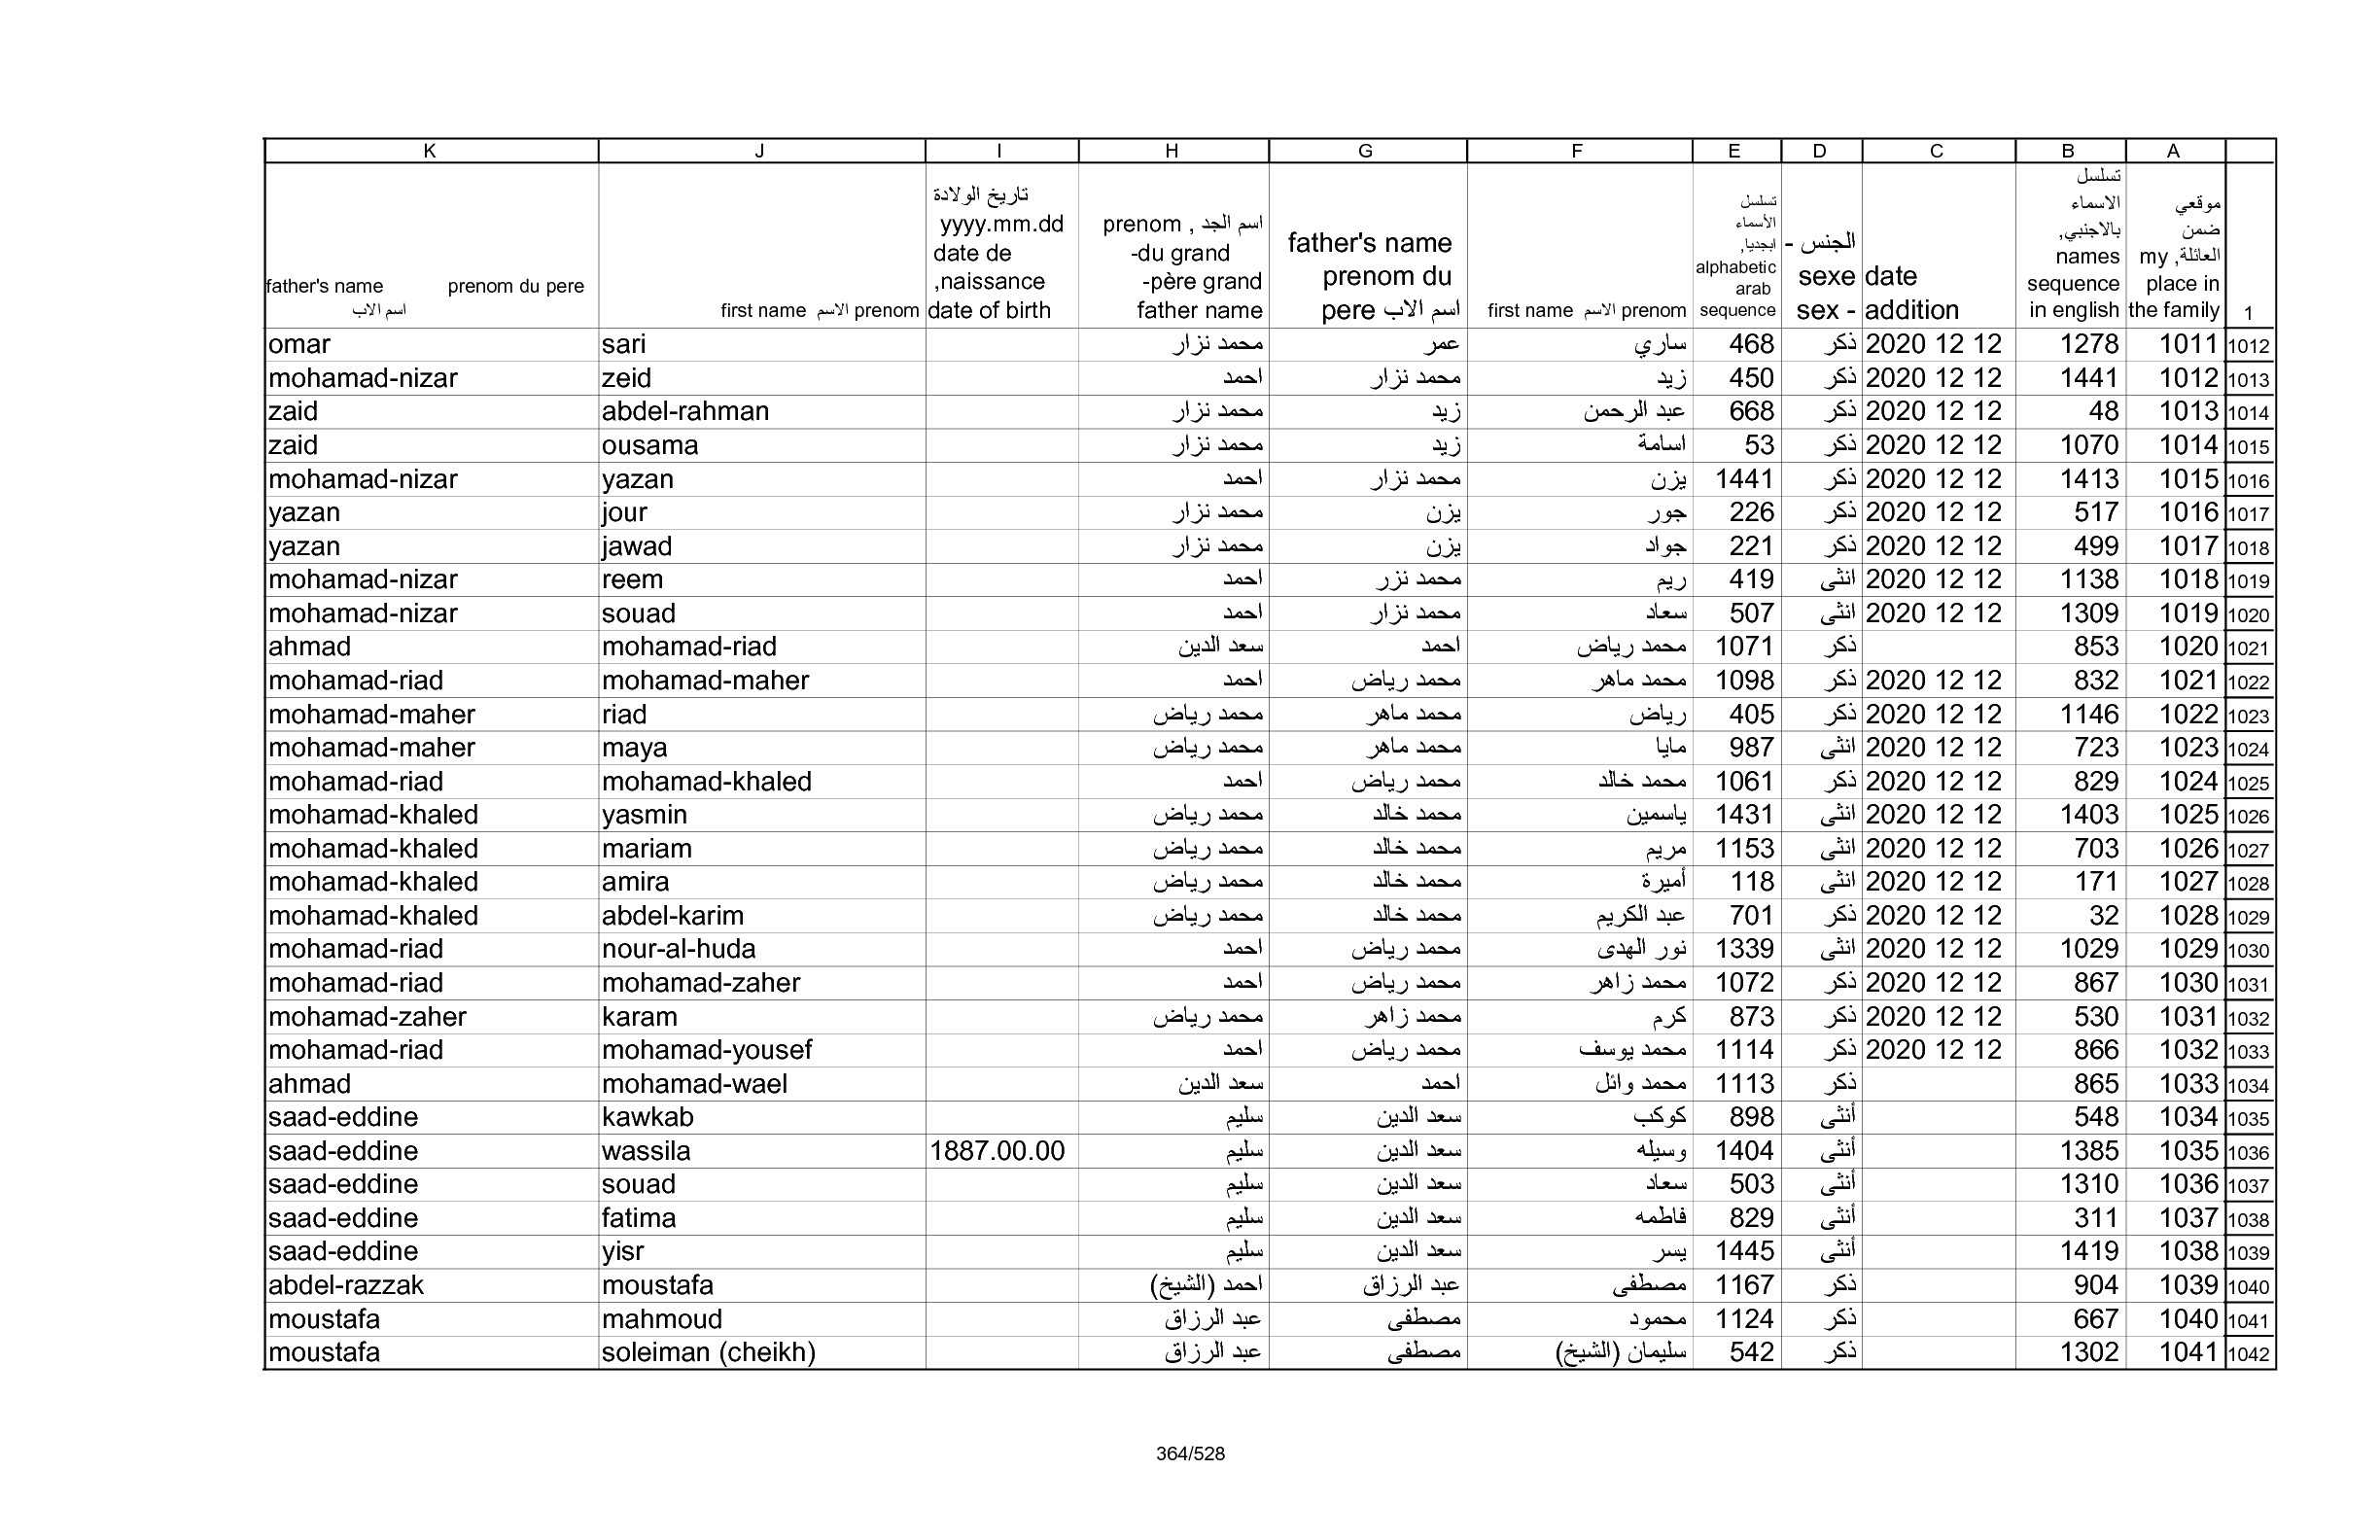 K J I H G F E D C B A
father's name prenom du pere اسم الاب
first name الاسم prenom
تاريخ الولادة yyyy.mm.dd date de ,naissance date of birth
prenom , اسم الجد -du grand -père grand father name
father's name prenom du pere اسم الاب
first name الاسم prenom
تسلسل الأسماء ابجديا, alphabetic arab sequence
الجنس - sexe sex -
date addition
تسلسل الاسماء بالاجنبي, names sequence in english
موقعي ضمن العائلة, my place in the family
1
omar sari محمد نزار عمر ساري 468 ذكر 2020 12 12 1278 1011 1012
mohamad-nizar zeid احمد محمد نزار زيد 450 ذكر 2020 12 12 1441 1012 1013
zaid abdel-rahman محمد نزار زيد عبد الرحمن 668 ذكر 2020 12 12 48 1013 1014
zaid ousama محمد نزار زيد اسامة 53 ذكر 2020 12 12 1070 1014 1015
mohamad-nizar yazan احمد محمد نزار يزن 1441 ذكر 2020 12 12 1413 1015 1016
yazan jour محمد نزار يزن جور 226 ذكر 2020 12 12 517 1016 1017
yazan jawad محمد نزار يزن جواد 221 ذكر 2020 12 12 499 1017 1018
mohamad-nizar reem احمد محمد نزر ريم 419 انثى 2020 12 12 1138 1018 1019
mohamad-nizar souad احمد محمد نزار سعاد 507 انثى 2020 12 12 1309 1019 1020
ahmad mohamad-riad سعد الدين احمد محمد رياض 1071 ذكر 853 1020 1021
mohamad-riad mohamad-maher احمد محمد رياض محمد ماهر 1098 ذكر 2020 12 12 832 1021 1022
mohamad-maher riad محمد رياض محمد ماهر رياض 405 ذكر 2020 12 12 1146 1022 1023
mohamad-maher maya محمد رياض محمد ماهر مايا 987 انثى 2020 12 12 723 1023 1024
mohamad-riad mohamad-khaled احمد محمد رياض محمد خالد 1061 ذكر 2020 12 12 829 1024 1025
mohamad-khaled yasmin محمد رياض محمد خالد ياسمين 1431 انثى 2020 12 12 1403 1025 1026
mohamad-khaled mariam محمد رياض محمد خالد مريم 1153 انثى 2020 12 12 703 1026 1027
mohamad-khaled amira محمد رياض محمد خالد أميرة 118 انثى 2020 12 12 171 1027 1028
mohamad-khaled abdel-karim محمد رياض محمد خالد عبد الكريم 701 ذكر 2020 12 12 32 1028 1029
mohamad-riad nour-al-huda احمد محمد رياض نور الهدى 1339 انثى 2020 12 12 1029 1029 1030
mohamad-riad mohamad-zaher احمد محمد رياض محمد زاهر 1072 ذكر 2020 12 12 867 1030 1031
mohamad-zaher karam محمد رياض محمد زاهر كرم 873 ذكر 2020 12 12 530 1031 1032
mohamad-riad mohamad-yousef احمد محمد رياض محمد يوسف 1114 ذكر 2020 12 12 866 1032 1033
ahmad mohamad-wael سعد الدين احمد محمد وائل 1113 ذكر 865 1033 1034
saad-eddine kawkab سليم سعد الدين كوكب 898 أنثى 548 1034 1035
saad-eddine wassila 1887.00.00 سليم سعد الدين وسيله 1404 أنثى 1385 1035 1036
saad-eddine souad سليم سعد الدين سعاد 503 أنثى 1310 1036 1037
saad-eddine fatima سليم سعد الدين فاطمه 829 أنثى 311 1037 1038
saad-eddine yisr سليم سعد الدين يسر 1445 أنثى 1419 1038 1039
abdel-razzak moustafa احمد (الشيخ) عبد الرزاق مصطفى 1167 ذكر 904 1039 1040
moustafa mahmoud عبد الرزاق مصطفى محمود 1124 ذكر 667 1040 1041
moustafa soleiman (cheikh) عبد الرزاق مصطفى سليمان (الشيخ) 542 ذكر 1302 1041 1042
364/528